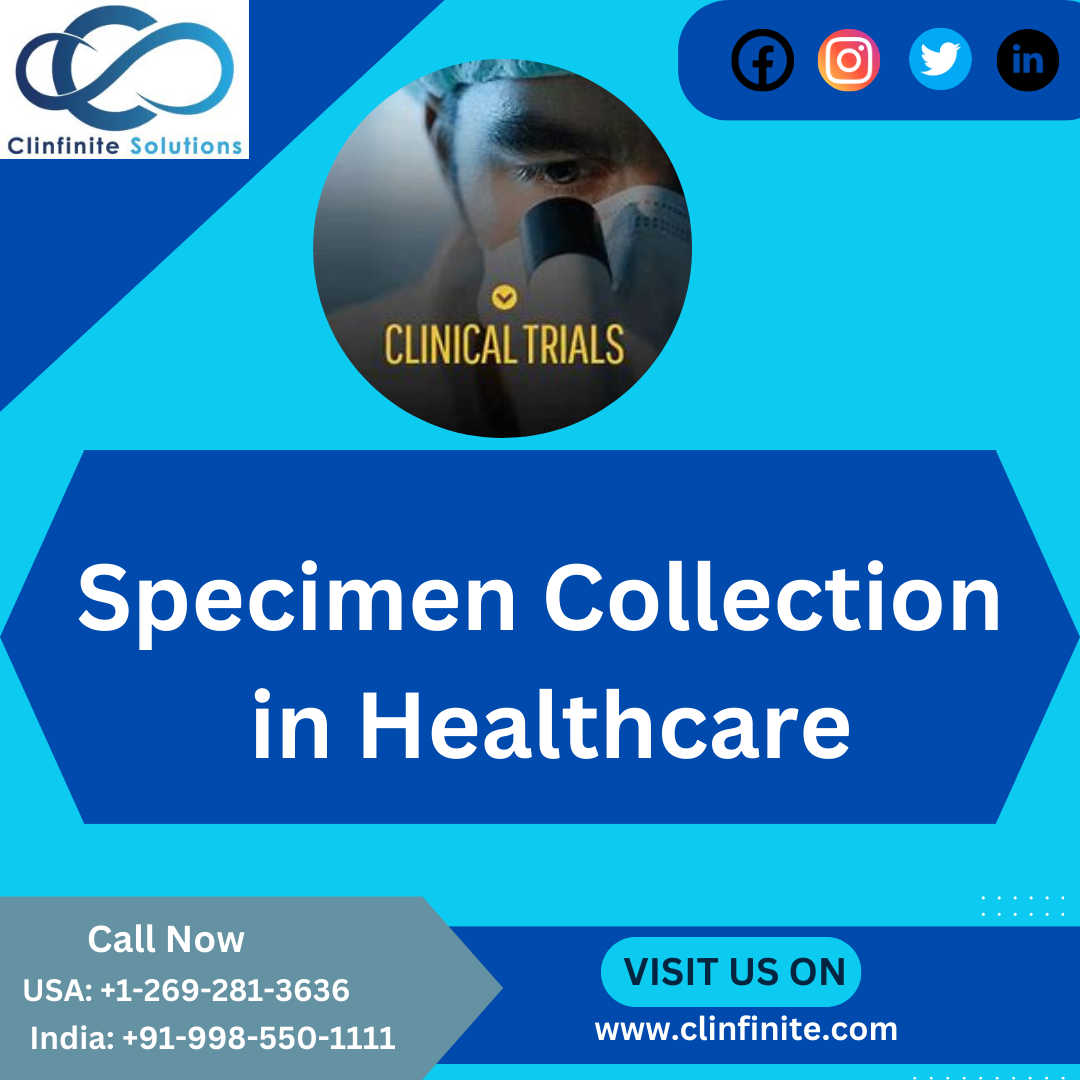 Clinfinite Solutions
CLINICAL TRIALS
Specimen Collection
in Healthcare
Call Now
USA: +1-269-281-3636
India: +91-998-550-1111
VISIT US ON
www.clinfinite.com